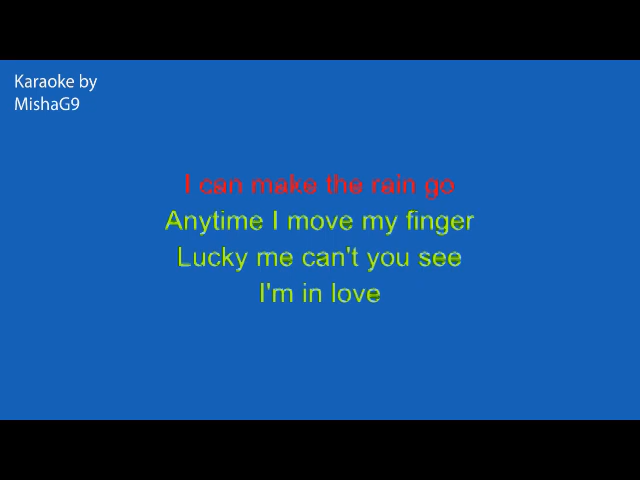 Karaoke by
MishaG9
I can make the rain go
Anytime I move my finger
Lucky me can't you see
I'm in love